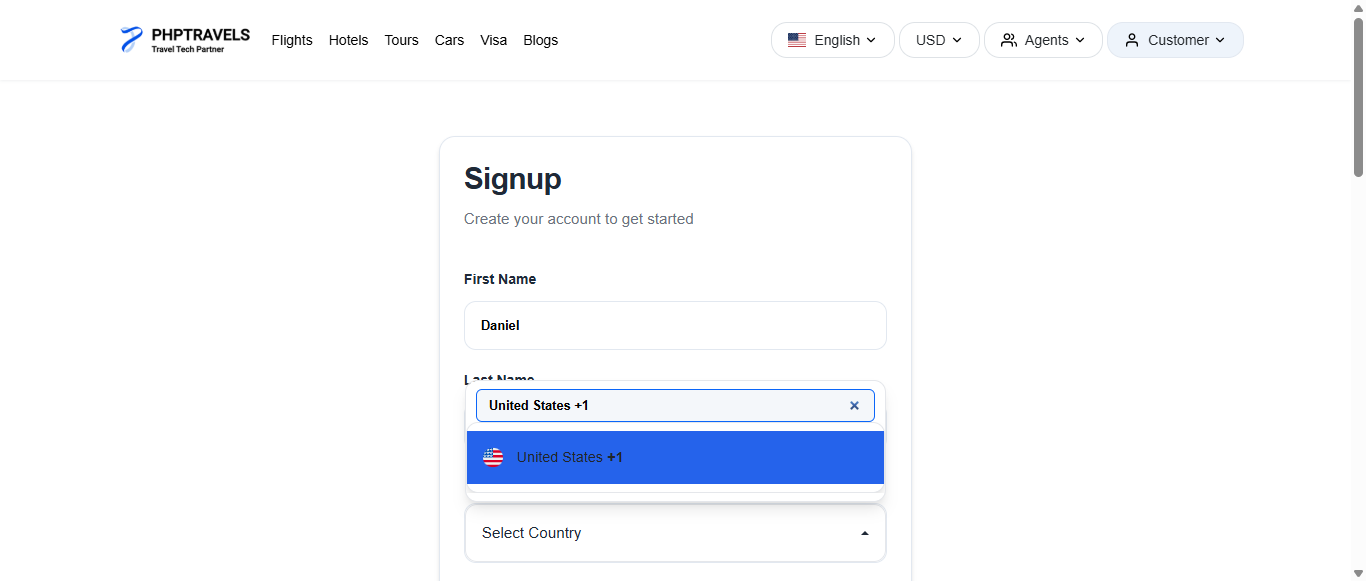 PHPTRAVELS
Travel Tech Partner
Flights Hotels Tours Cars Visa Blogs
English USD Agents Customer
Signup
Create your account to get started
First Name
Daniel
Last Name
United States +1
United States +1
Select Country